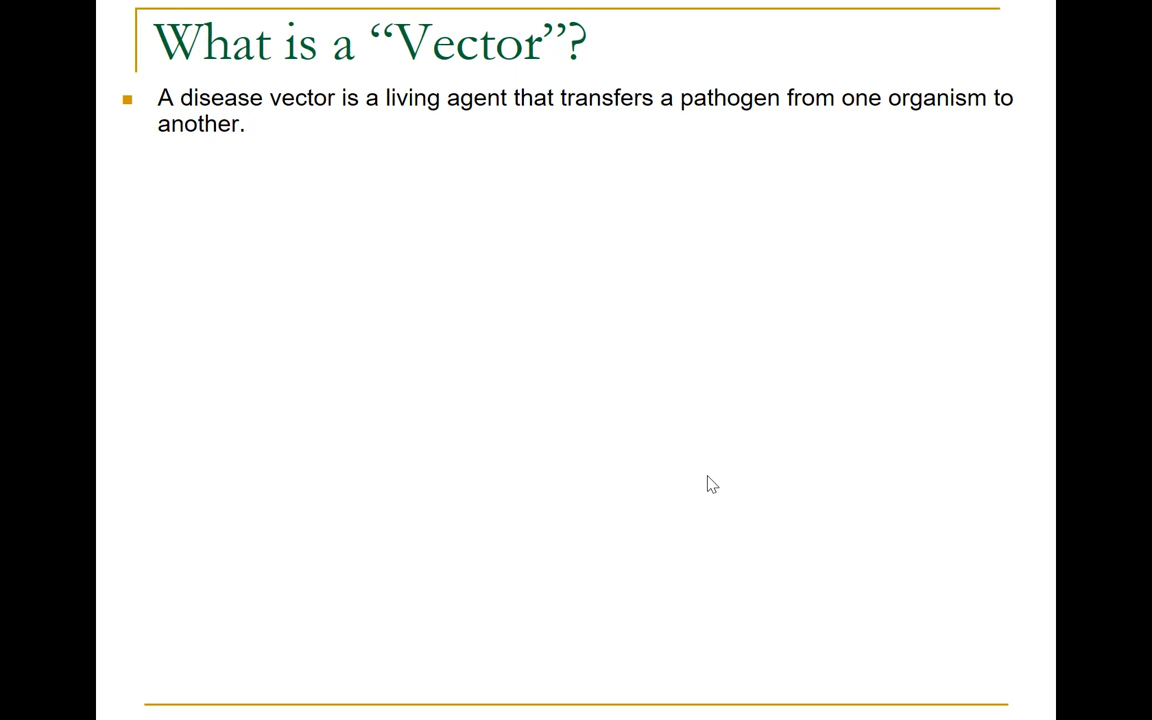 What is a “Vector”?
A disease vector is a living agent that transfers a pathogen from one organism to
another.